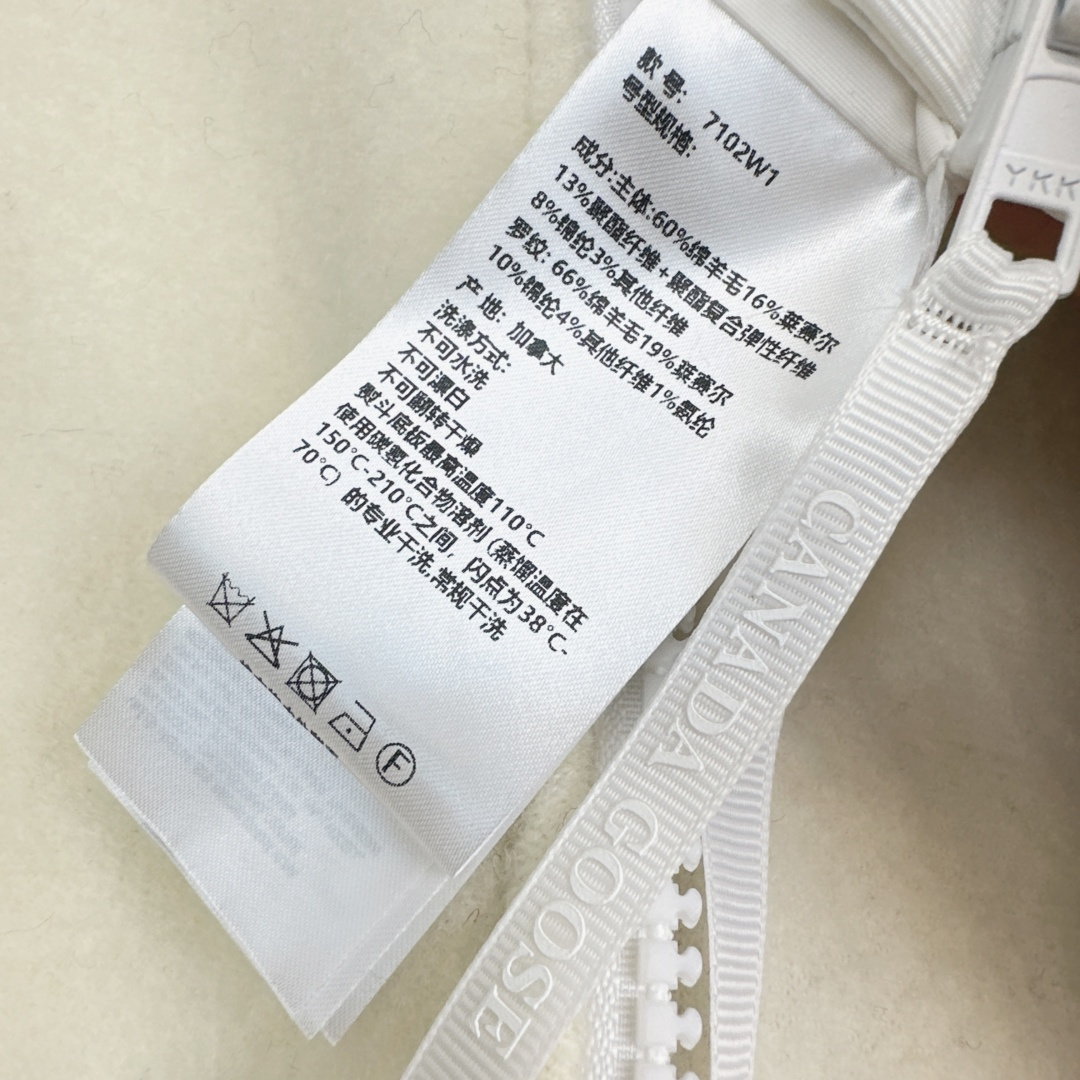 款 号: 7102W1
号型规格:
成分:主体:60%绵羊毛16%莱赛尔
13%聚酯纤维+聚酯复合弹性纤维
8%锦纶3%其他纤维
罗纹: 66%绵羊毛19%莱赛尔
10%锦纶4%其他纤维1%氨纶
产 地: 加拿大
洗涤方式:
不可水洗
不可漂白
不可翻转干燥
熨斗底板最高温度110℃
使用碳氢化合物溶剂 (蒸馏温度在
150℃-210℃之间, 闪点为38℃-
70℃) 的专业干洗,常规干洗
F
YKK
CANADA GOOSE